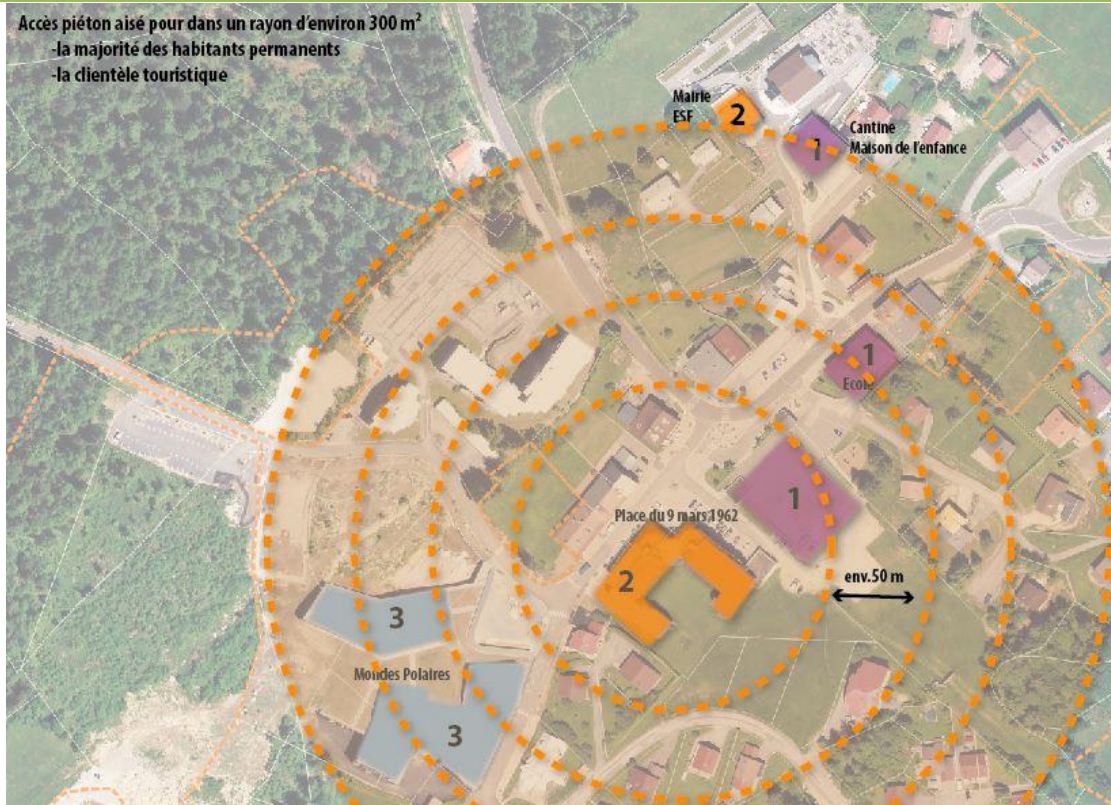 Accès piéton aisé pour dans un rayon d'environ 300 m²
-la majorité des habitants permanents
-la clientèle touristique
Mairie
ESF
2
1
Cantine
Maison de l'enfance
1
Ecole
1
Place du 9 mars 1962
2
env.50 m
3
Mondes Polaires
3